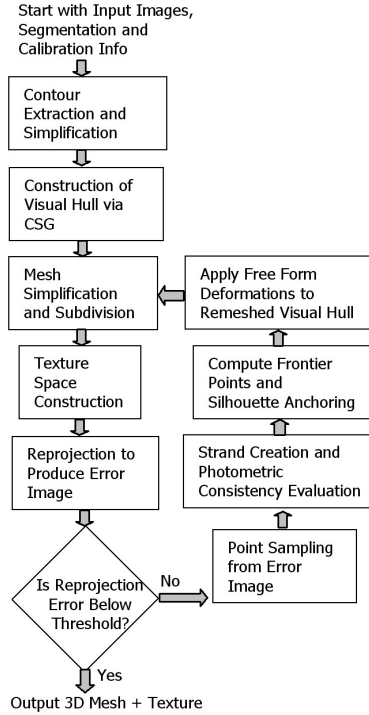 Start with Input Images,
Segmentation and
Calibration Info
Contour
Extraction and
Simplification
Construction of
Visual Hull via
CSG
Mesh
Simplification
and Subdivision
Texture
Space
Construction
Reprojection to
Produce Error
Image
Is Reprojection
Error Below
Threshold?
No
Yes
Output 3D Mesh + Texture
Point Sampling
from Error
Image
Strand Creation and
Photometric
Consistency Evaluation
Compute Frontier
Points and
Silhouette Anchoring
Apply Free Form
Deformations to
Remeshed Visual Hull